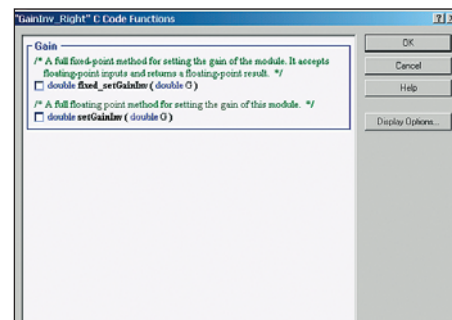 "GainInv_Right" C Code Functions
Gain
/* A full fixed-point method for setting the gain of the module. It accepts
floating-point inputs and returns a floating-point result. */
double fixed_setGainInv ( double G )
/* A full floating point method for setting the gain of this module. */
double setGainInv ( double G )
OK
Cancel
Help
Display Options...